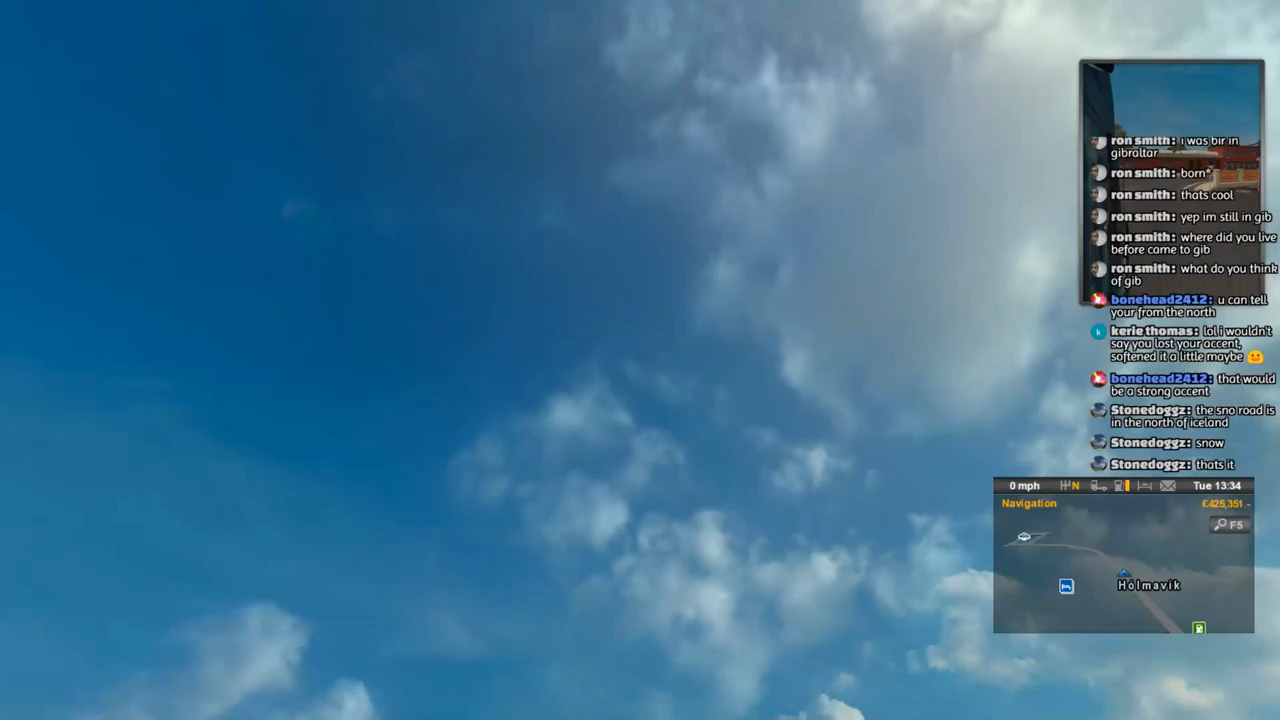 ron smith: i was bir in
gibraltar
ron smith: born*
ron smith: thats cool
ron smith: yep im still in gib
ron smith: where did you live
before came to gib
ron smith: what do you think
of gib
bonehead2412: u can tell
your from the north
k kerie thomas: lol i wouldn't
say you lost your accent,
softened it a little maybe
bonehead2412: that would
be a strong accent
Stonedoggz: the sno road is
in the north of iceland
Stonedoggz: snow
Stonedoggz: thats it
0 mph N Tue 13:34
Navigation £425,351.-
F5
Hólmavík